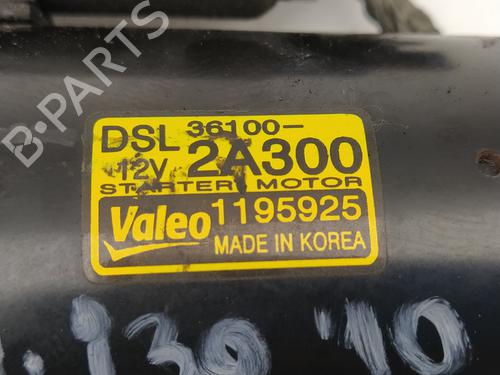 B-PARTS
DSL 36100-
12V 2A300
STARTER MOTOR
Valeo 1195925
MADE IN KOREA
i30 '10